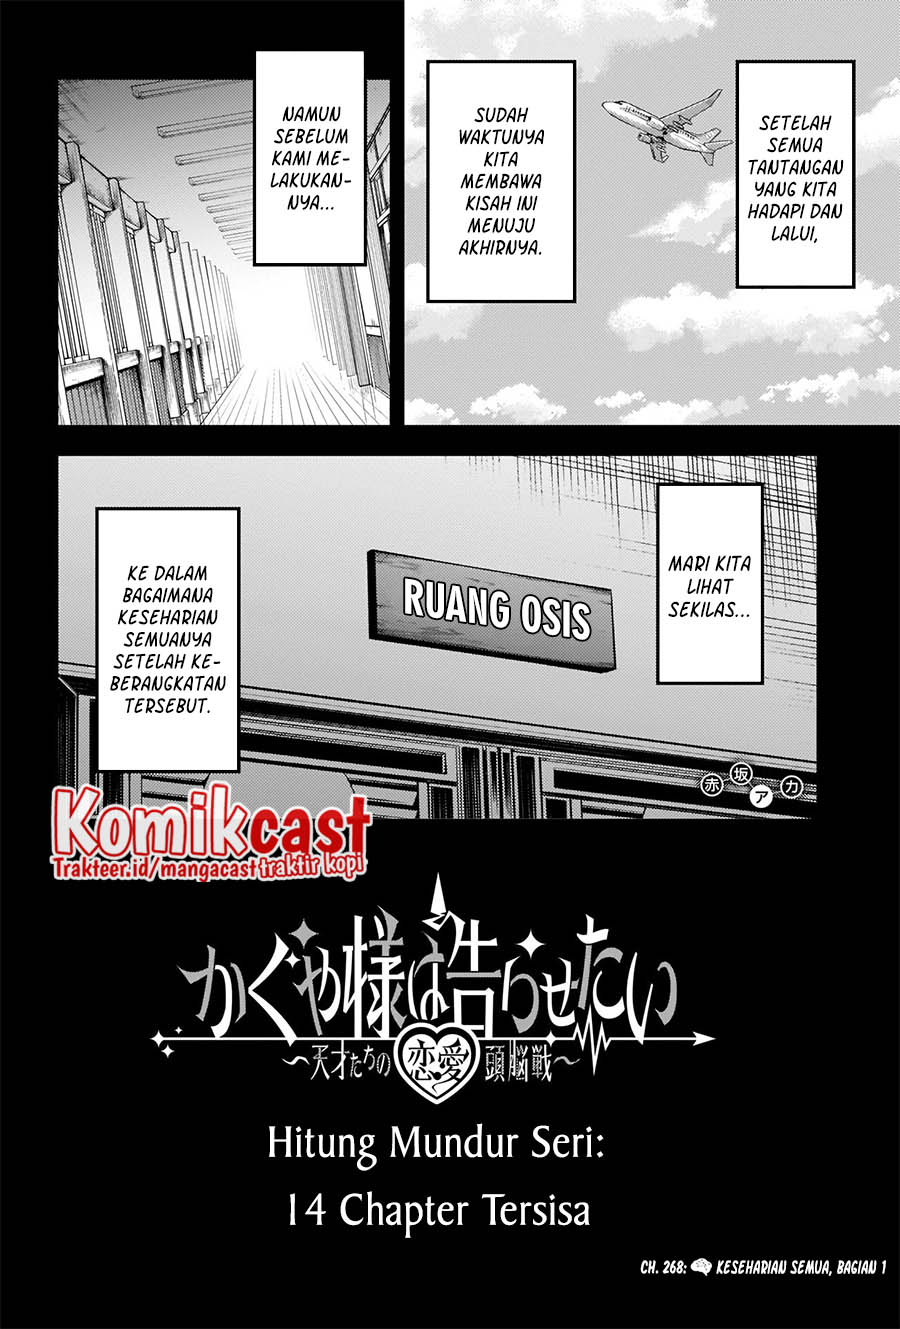 SETELAH
SEMUA
TANTANGAN
YANG KITA
HADAPI DAN
LALUI,
SUDAH
WAKTUNYA
KITA
MEMBAWA
KISAH INI
MENUJU
AKHIRNYA.
NAMUN
SEBELUM
KAMI ME-
LAKUKAN-
NYA...
MARI KITA
LIHAT
SEKILAS...
RUANG OSIS
KE DALAM
BAGAIMANA
KESEHARIAN
SEMUANYA
SETELAH KE-
BERANGKATAN
TERSEBUT.
赤坂アカ
Komikcast
Trakteer.id/mangacast traktir kopi
かぐや様は告らせたい
～天才たちの恋愛頭脳戦～
Hitung Mundur Seri:
14 Chapter Tersisa
CH. 268: KESEHARIAN SEMUA, BAGIAN 1